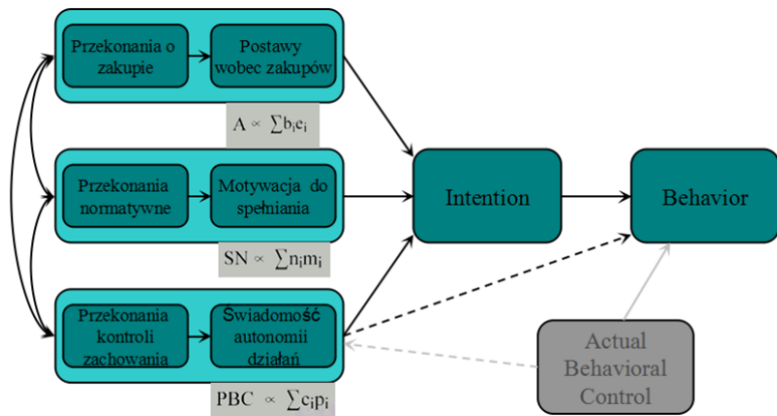 Przekonania o
zakupie
Postawy
wobec zakupów
A ∝ ∑bᵢeᵢ
Przekonania
normatywne
Motywacja do
spełniania
SN ∝ ∑nᵢmᵢ
Przekonania
kontroli
zachowania
Świadomość
autonomii
działań
PBC ∝ ∑cᵢpᵢ
Intention
Behavior
Actual
Behavioral
Control